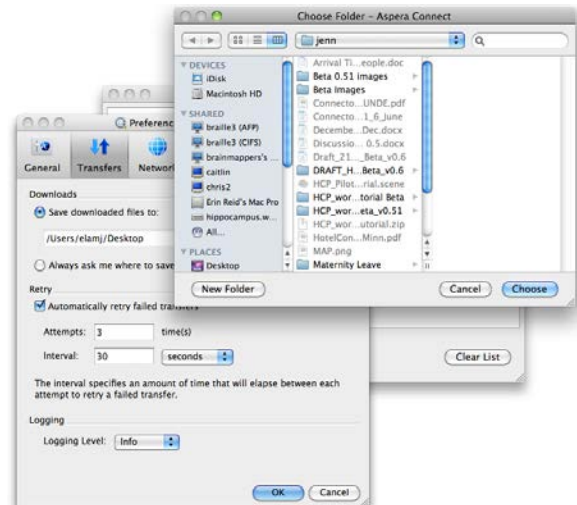 Choose Folder – Aspera Connect
jenn
DEVICES
iDisk
Macintosh HD
SHARED
braille3 (AFP)
braille3 (CIFS)
brainmappers's ...
caitlin
chris2
Erin Reid's Mac Pro
hippocampus.w...
All...
PLACES
Desktop
Arrival Ti...eople.doc
Beta 0.51 images
Beta Images
Connecto...UNDE.pdf
Connecto...1_6_June
Decembe...Dec.docx
Discussio... 0.5.docx
Draft_21..._Beta_v0.6
DRAFT_H...Beta_v0.6
HCP_Pilot...rial.scene
HCP_wor...torial Beta
HCP_wor...eta_v0.51
HCP_wor...utorial.zip
HotelCon...Minn.pdf
MAP.png
Maternity Leave
New Folder
Cancel
Choose
Preferenc
General
Transfers
Network
Downloads
Save downloaded files to:
/Users/elamj/Desktop
Always ask me where to save
Retry
Automatically retry failed transfers
Attempts: 3 time(s)
Interval: 30 seconds
The interval specifies an amount of time that will elapse between each
attempt to retry a failed transfer.
Logging
Logging Level: Info
OK
Cancel
Clear List